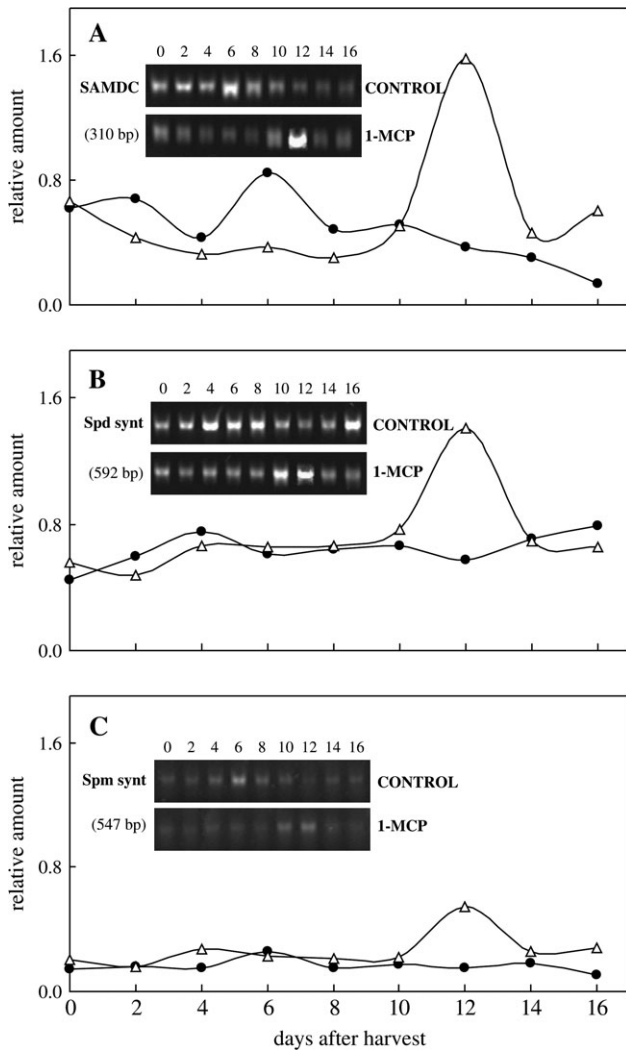 A
0 2 4 6 8 10 12 14 16
1.6
SAMDC CONTROL
(310 bp) 1-MCP
relative amount
0.8
0.0
B
0 2 4 6 8 10 12 14 16
1.6
Spd synt CONTROL
(592 bp) 1-MCP
relative amount
0.8
0.0
C
0 2 4 6 8 10 12 14 16
1.6
Spm synt CONTROL
(547 bp) 1-MCP
relative amount
0.8
0.0
0 2 4 6 8 10 12 14 16
days after harvest